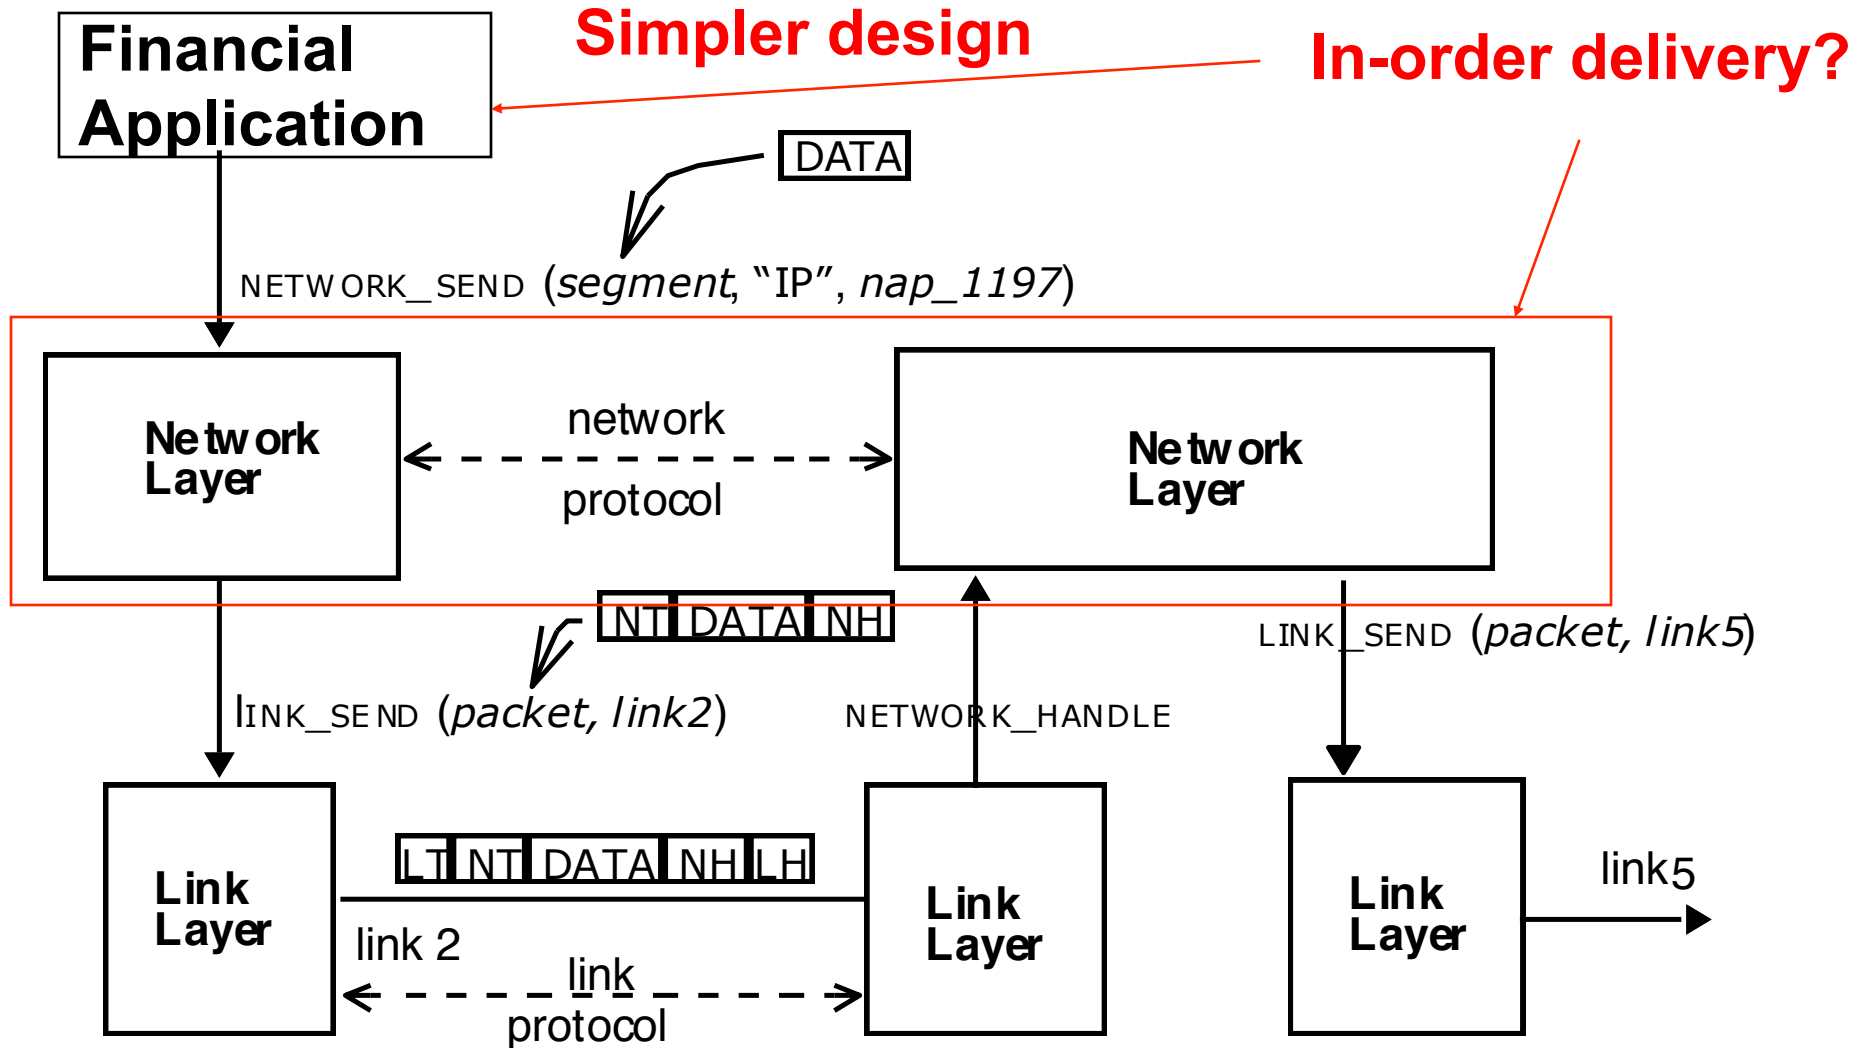 Simpler design
In-order delivery?
Financial
Application
DATA
NETWORK_SEND (segment, “IP”, nap_1197)
Network
Layer
network
protocol
Network
Layer
NT DATA NH
LINK_SEND (packet, link5)
lINK_SEND (packet, link2)
NETWORK_HANDLE
LT NT DATA NH LH
Link
Layer
link 2
link
protocol
Link
Layer
Link
Layer
link5